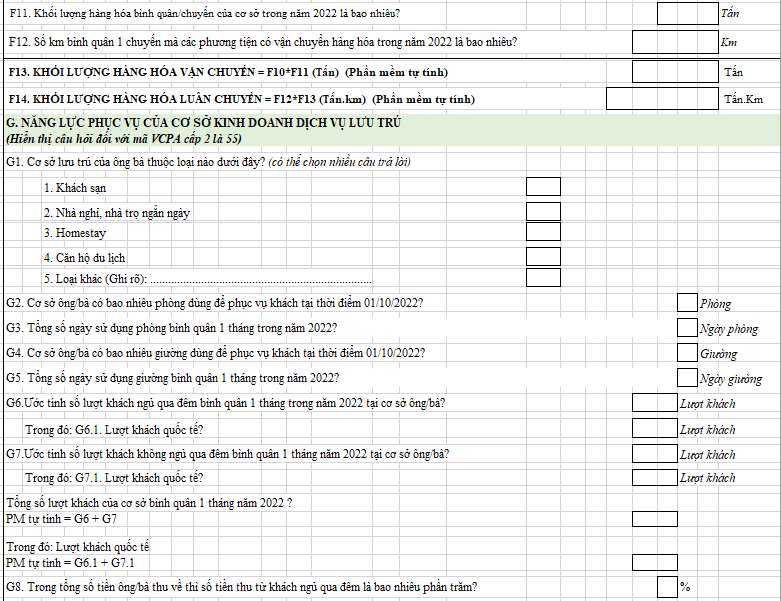 F11. Khối lượng hàng hóa bình quân/chuyến của cơ sở trong năm 2022 là bao nhiêu? Tấn
F12. Số km bình quân 1 chuyến mà các phương tiện có vận chuyển hàng hóa trong năm 2022 là bao nhiêu? Km
F13. KHỐI LƯỢNG HÀNG HÓA VẬN CHUYỂN = F10*F11 (Tấn) (Phần mềm tự tính) Tấn
F14. KHỐI LƯỢNG HÀNG HÓA LUÂN CHUYỂN = F12*F13 (Tấn.km) (Phần mềm tự tính) Tấn.Km
G. NĂNG LỰC PHỤC VỤ CỦA CƠ SỞ KINH DOANH DỊCH VỤ LƯU TRÚ
(Hiển thị câu hỏi đối với mã VCPA cấp 2 là 55)
G1. Cơ sở lưu trú của ông bà thuộc loại nào dưới đây? (có thể chọn nhiều câu trả lời)
1. Khách sạn
2. Nhà nghỉ, nhà trọ ngắn ngày
3. Homestay
4. Căn hộ du lịch
5. Loại khác (Ghi rõ): ..........................................................................
G2. Cơ sở ông/bà có bao nhiêu phòng dùng để phục vụ khách tại thời điểm 01/10/2022? Phòng
G3. Tổng số ngày sử dụng phòng bình quân 1 tháng trong năm 2022? Ngày phòng
G4. Cơ sở ông/bà có bao nhiêu giường dùng để phục vụ khách tại thời điểm 01/10/2022? Giường
G5. Tổng số ngày sử dụng giường bình quân 1 tháng trong năm 2022? Ngày giường
G6.Ước tính số lượt khách ngủ qua đêm bình quân 1 tháng trong năm 2022 tại cơ sở ông/bà? Lượt khách
Trong đó: G6.1. Lượt khách quốc tế? Lượt khách
G7.Ước tính số lượt khách không ngủ qua đêm bình quân 1 tháng năm 2022 tại cơ sở ông/bà? Lượt khách
Trong đó: G7.1. Lượt khách quốc tế? Lượt khách
Tổng số lượt khách của cơ sở bình quân 1 tháng năm 2022 ?
PM tự tính = G6 + G7
Trong đó: Lượt khách quốc tế
PM tự tính = G6.1 + G7.1
G8. Trong tổng số tiền ông/bà thu về thì số tiền thu từ khách ngủ qua đêm là bao nhiêu phần trăm? %